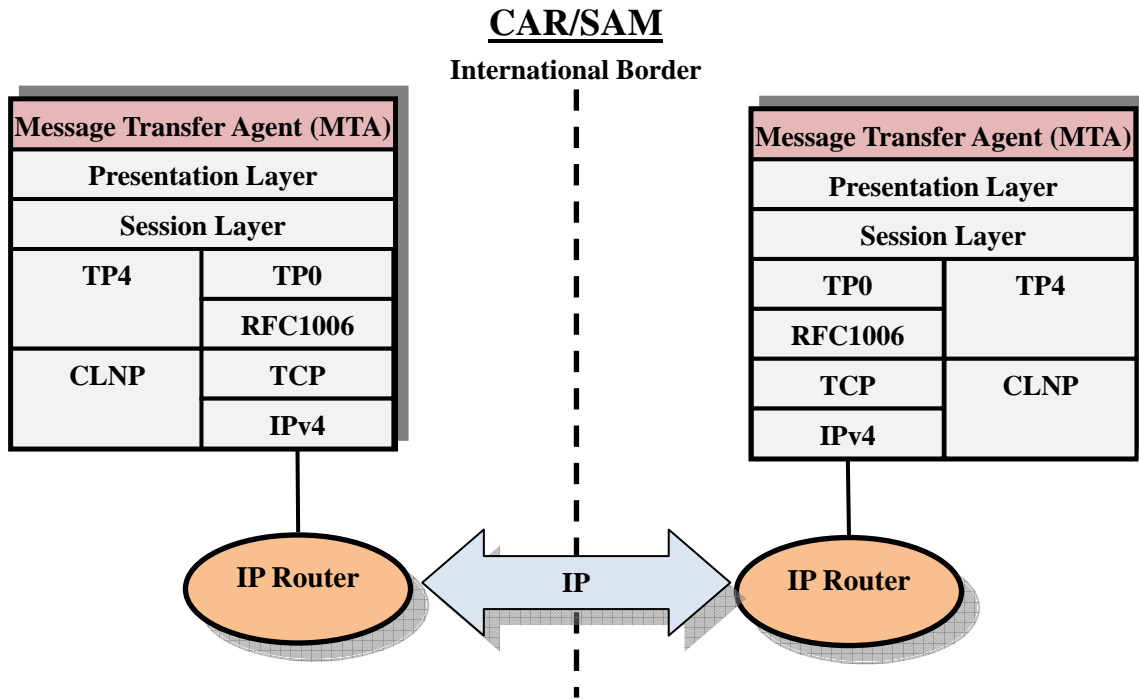 CAR/SAM
International Border
Message Transfer Agent (MTA)
Presentation Layer
Session Layer
TP4
TP0
RFC1006
CLNP
TCP
IPv4
IP Router
Message Transfer Agent (MTA)
Presentation Layer
Session Layer
TP0
TP4
RFC1006
TCP
CLNP
IPv4
IP Router
IP